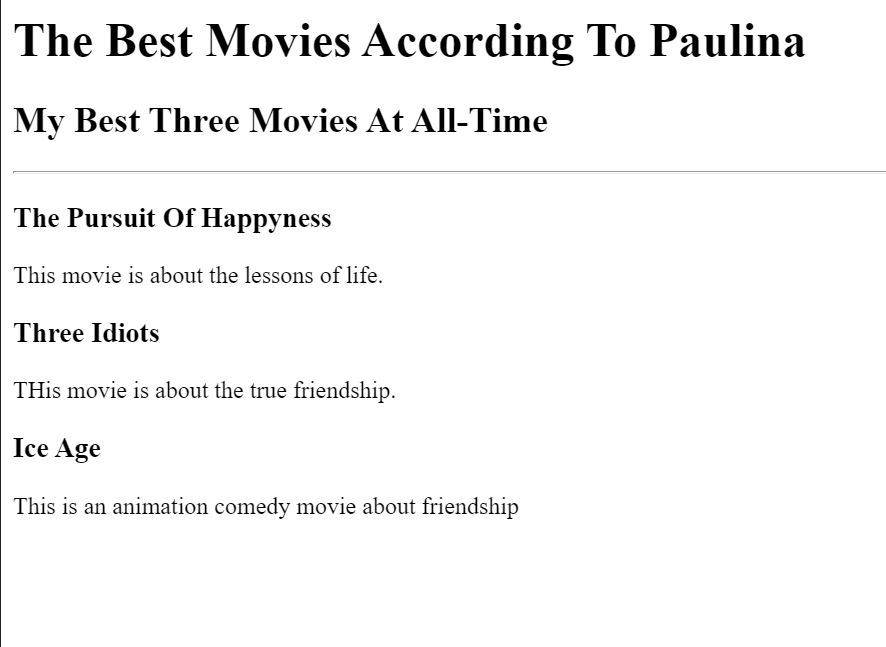 The Best Movies According To Paulina
My Best Three Movies At All-Time
The Pursuit Of Happyness
This movie is about the lessons of life.
Three Idiots
THis movie is about the true friendship.
Ice Age
This is an animation comedy movie about friendship